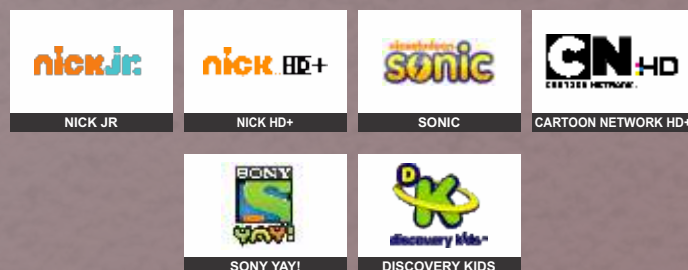 nick jr.
nick HD+
nickelodeon
sonic
CN HD
CARTOON NETWORK
NICK JR
NICK HD+
SONIC
CARTOON NETWORK HD+
SONY
yay!
DK
discovery kids
SONY YAY!
DISCOVERY KIDS